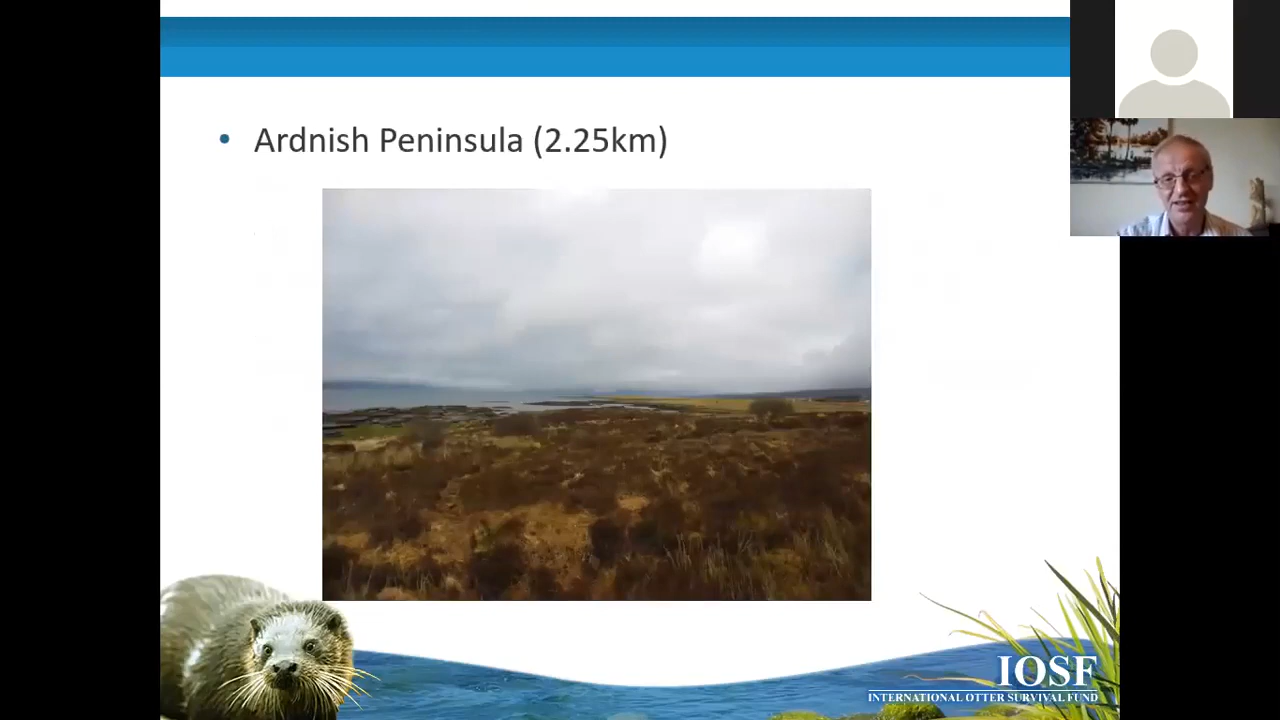 • Ardnish Peninsula (2.25km)
IOSF
INTERNATIONAL OTTER SURVIVAL FUND